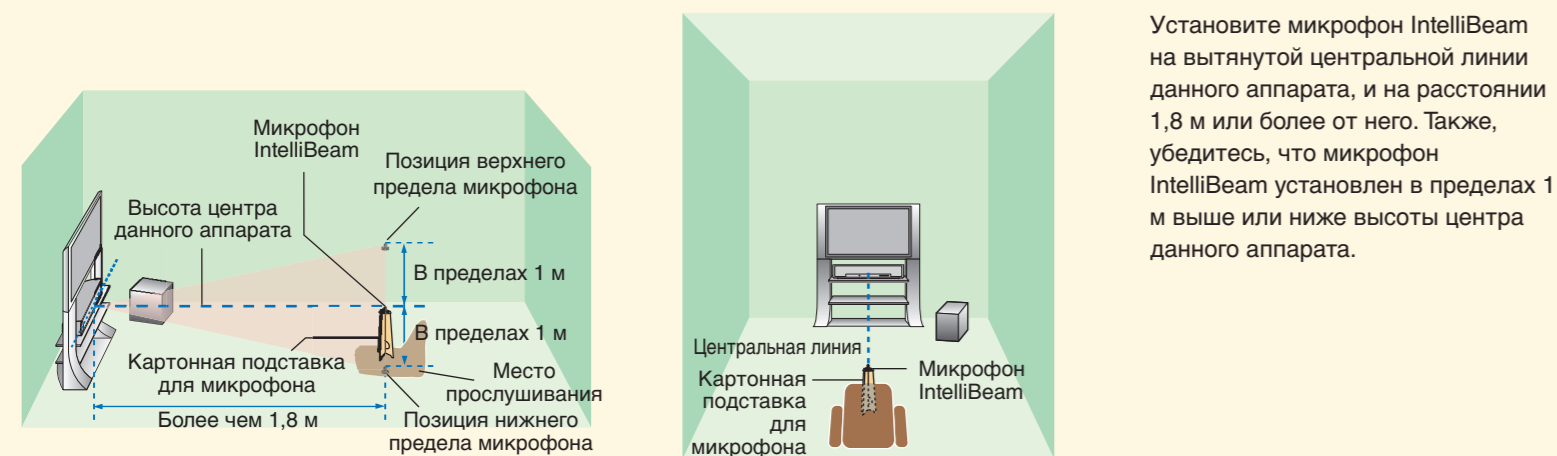 Микрофон
IntelliBeam
Позиция верхнего
предела микрофона
Высота центра
данного аппарата
В пределах 1 м
В пределах 1 м
Картонная подставка
для микрофона
Место
прослушивания
Более чем 1,8 м
Позиция нижнего
предела микрофона
Центральная линия
Картонная
подставка
для
микрофона
Микрофон
IntelliBeam
Установите микрофон IntelliBeam
на вытянутой центральной линии
данного аппарата, и на расстоянии
1,8 м или более от него. Также,
убедитесь, что микрофон
IntelliBeam установлен в пределах 1
м выше или ниже высоты центра
данного аппарата.